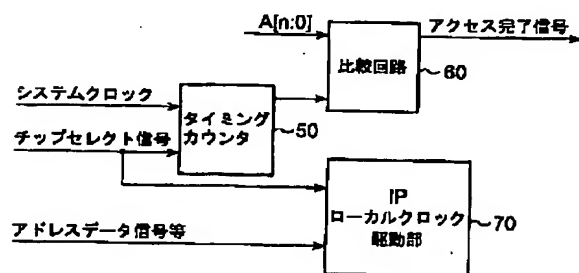 A[n:0]
アクセス完了信号
比較回路
60
システムクロック
タイミング
カウンタ
50
チップセレクト信号
IP
ローカルクロック
駆動部
70
アドレスデータ信号等